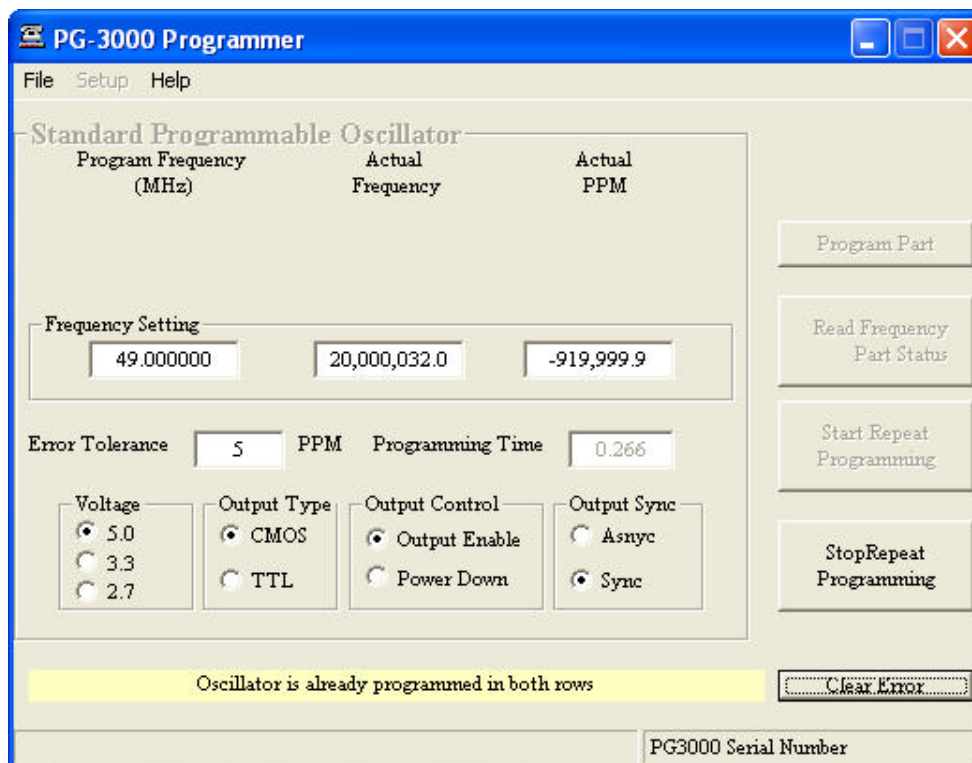 PG-3000 Programmer
File Setup Help
Standard Programmable Oscillator
Program Frequency
(MHz)
Actual
Frequency
Actual
PPM
Program Part
Frequency Setting
49.000000
20,000,032.0
-919,999.9
Read Frequency
Part Status
Error Tolerance 5 PPM Programming Time 0.266
Start Repeat
Programming
Voltage
5.0
3.3
2.7
Output Type
CMOS
TTL
Output Control
Output Enable
Power Down
Output Sync
Asnyc
Sync
StopRepeat
Programming
Oscillator is already programmed in both rows
Clear Error
PG3000 Serial Number